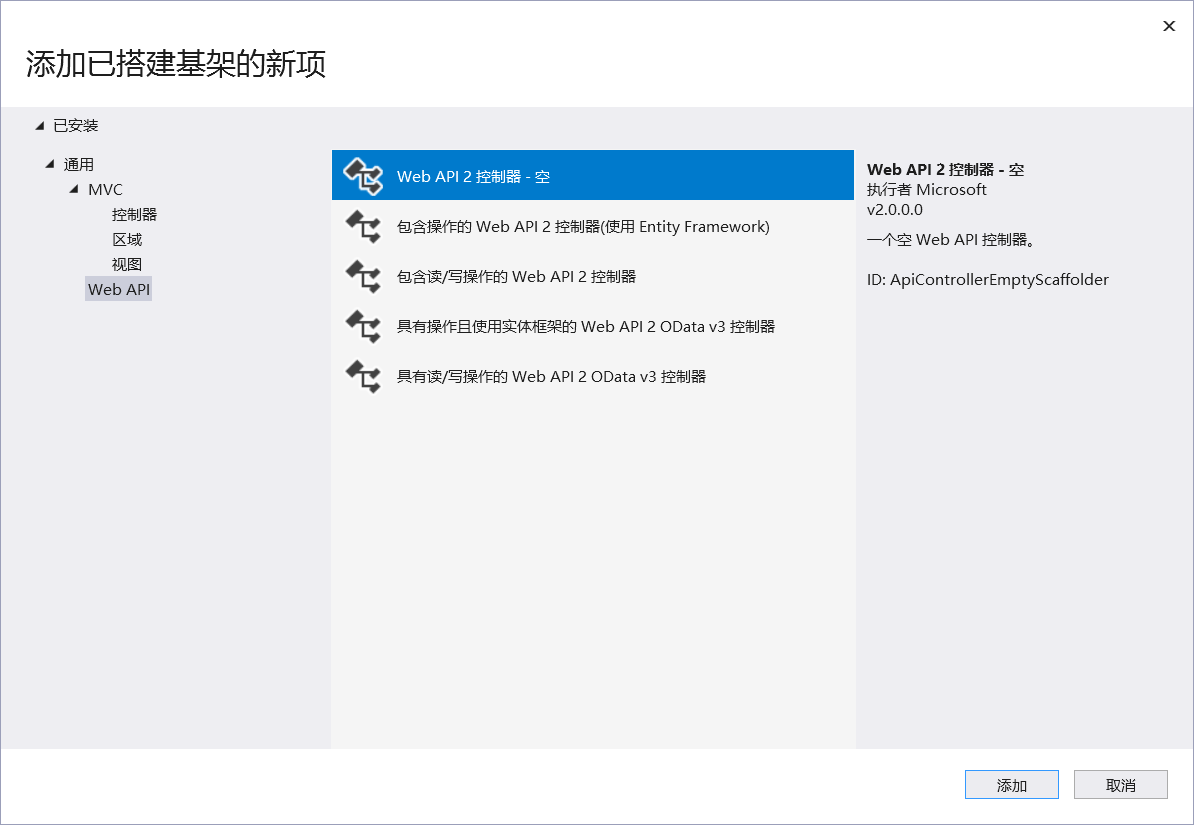 添加已搭建基架的新项
已安装
通用
MVC
控制器
区域
视图
Web API
Web API 2 控制器 - 空
包含操作的 Web API 2 控制器(使用 Entity Framework)
包含读/写操作的 Web API 2 控制器
具有操作且使用实体框架的 Web API 2 OData v3 控制器
具有读/写操作的 Web API 2 OData v3 控制器
Web API 2 控制器 - 空
执行者 Microsoft
v2.0.0.0
一个空 Web API 控制器。
ID: ApiControllerEmptyScaffolder
添加
取消